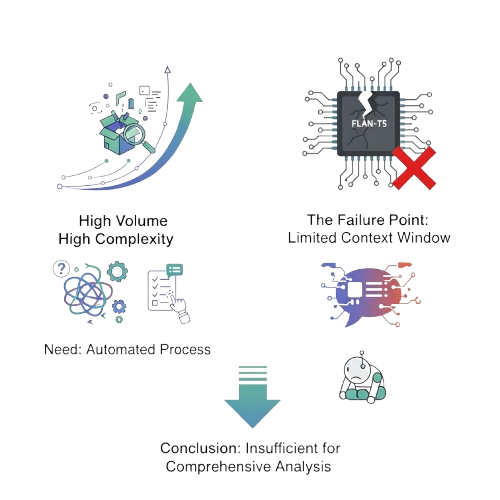 FLAN-T5
High Volume
High Complexity
The Failure Point:
Limited Context Window
?
Need: Automated Process
Conclusion: Insufficient for
Comprehensive Analysis